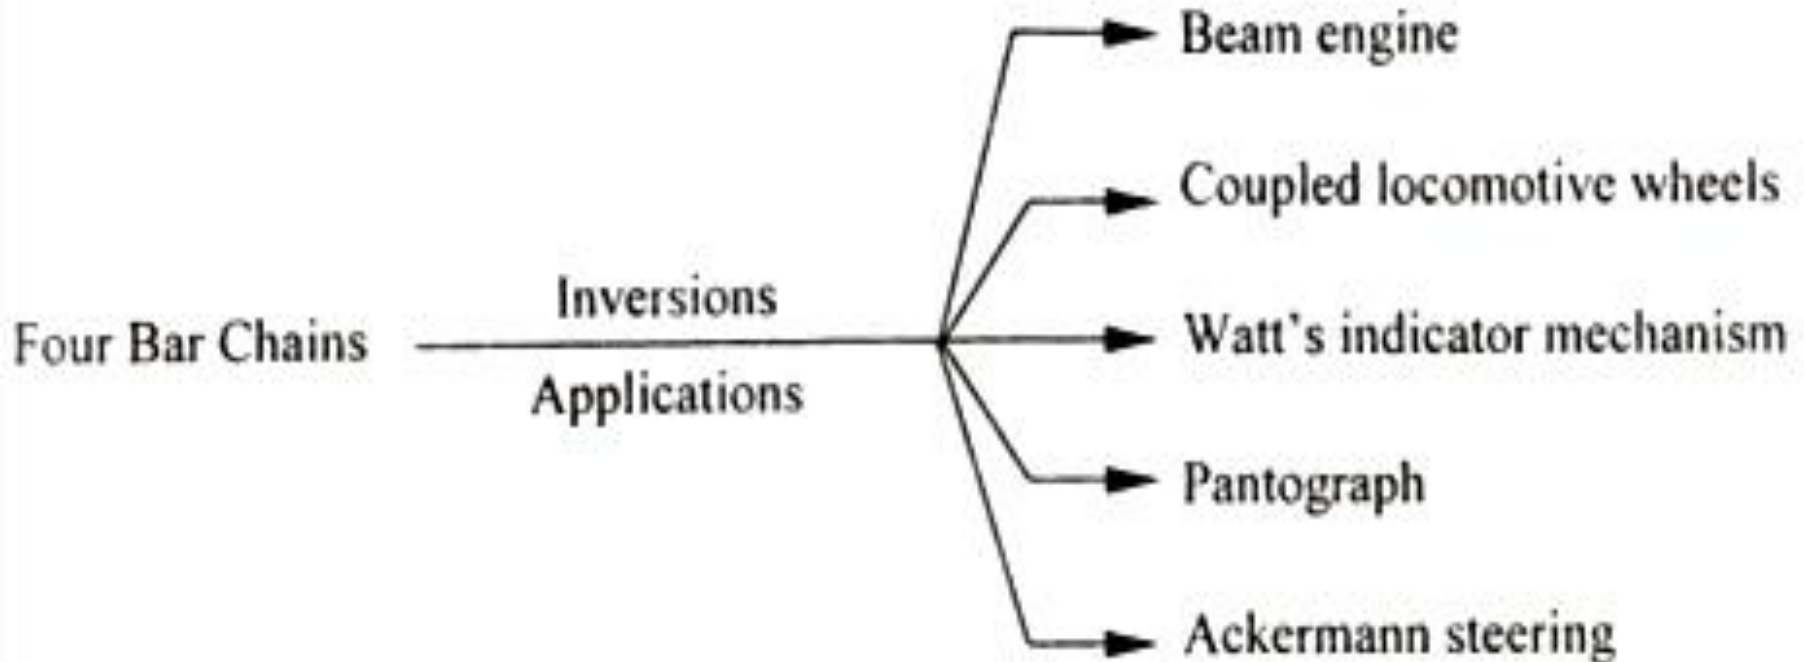 Four Bar Chains
Inversions
Applications
Beam engine
Coupled locomotive wheels
Watt's indicator mechanism
Pantograph
Ackermann steering